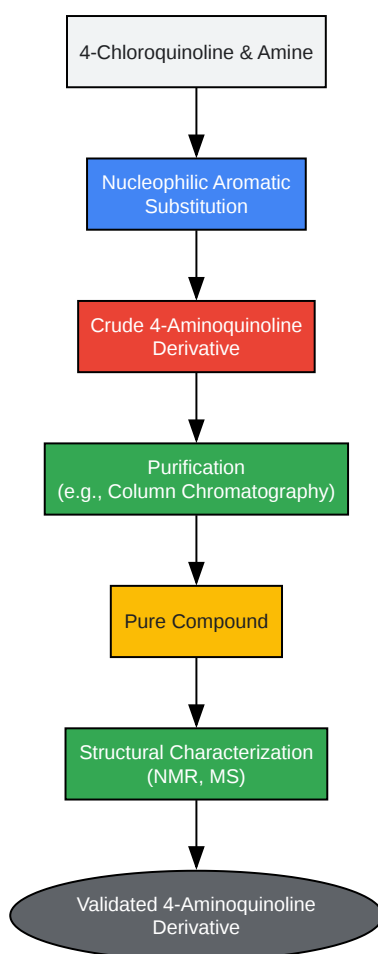 4-Chloroquinoline & Amine
Nucleophilic Aromatic
Substitution
Crude 4-Aminoquinoline
Derivative
Purification
(e.g., Column Chromatography)
Pure Compound
Structural Characterization
(NMR, MS)
Validated 4-Aminoquinoline
Derivative